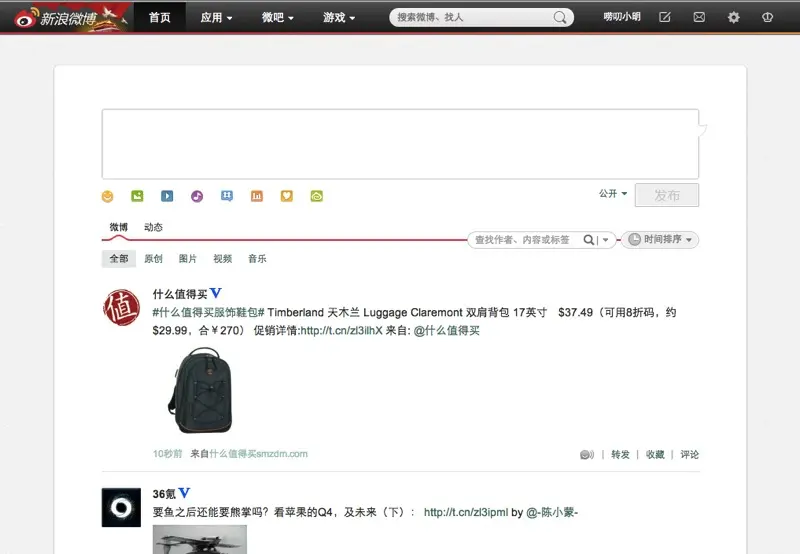 新浪微博 首页 应用 微吧 游戏 搜索微博、找人 唠叨小明
公开 发布
微博 动态
查找作者、内容或标签 时间排序
全部 原创 图片 视频 音乐
值
什么值得买 V
#什么值得买服饰鞋包# Timberland 天木兰 Luggage Claremont 双肩背包 17英寸 $37.49（可用8折码，约
$29.99，合￥270） 促销详情:http://t.cn/zl3ilhX 来自: @什么值得买
10秒前 来自什么值得买smzdm.com 转发 | 收藏 | 评论
36氪 V
要鱼之后还能要熊掌吗？看苹果的Q4，及未来（下）： http://t.cn/zl3ipml by @-陈小蒙-